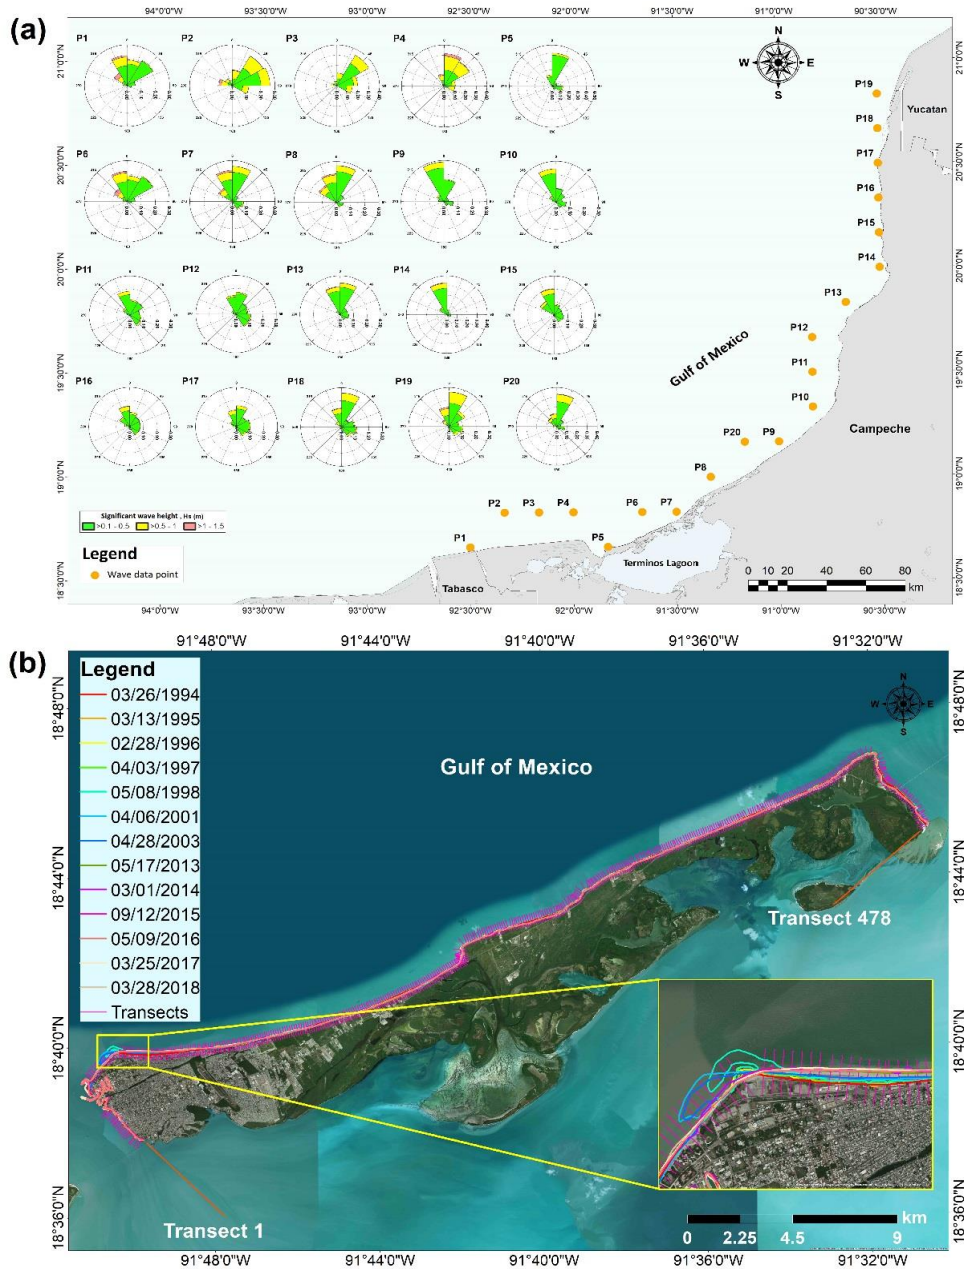 (a)
94°0'0"W 93°30'0"W 93°0'0"W 92°30'0"W 92°0'0"W 91°30'0"W 91°0'0"W 90°30'0"W
P1 P2 P3 P4 P5
N
W E
S
21°0'0"N
P19
Yucatan
P18
P6 P7 P8 P9 P10
20°30'0"N
P17
P16
P15
P14
20°0'0"N
P11 P12 P13 P14 P15
P13
P12
Gulf of Mexico
P11
19°30'0"N
P16 P17 P18 P19 P20
P10
P20 P9
Campeche
P8
19°0'0"N
P2 P3 P4 P6 P7
Significant wave height , Hs (m)
>0.1 - 0.5 >0.5 - 1 >1 - 1.5
P1 P5
Legend
Wave data point
Terminos Lagoon
Tabasco
18°30'0"N
0 10 20 40 60 80
km
94°0'0"W 93°30'0"W 93°0'0"W 92°30'0"W 92°0'0"W 91°30'0"W 91°0'0"W 90°30'0"W
(b)
91°48'0"W 91°44'0"W 91°40'0"W 91°36'0"W 91°32'0"W
Legend
03/26/1994
03/13/1995
02/28/1996
04/03/1997
05/08/1998
04/06/2001
04/28/2003
05/17/2013
03/01/2014
09/12/2015
05/09/2016
03/25/2017
03/28/2018
Transects
N
W E
S
18°48'0"N 18°48'0"N
Gulf of Mexico
18°44'0"N 18°44'0"N
Transect 478
18°40'0"N 18°40'0"N
18°36'0"N 18°36'0"N
Transect 1
km
0 2.25 4.5 9
91°48'0"W 91°44'0"W 91°40'0"W 91°36'0"W 91°32'0"W